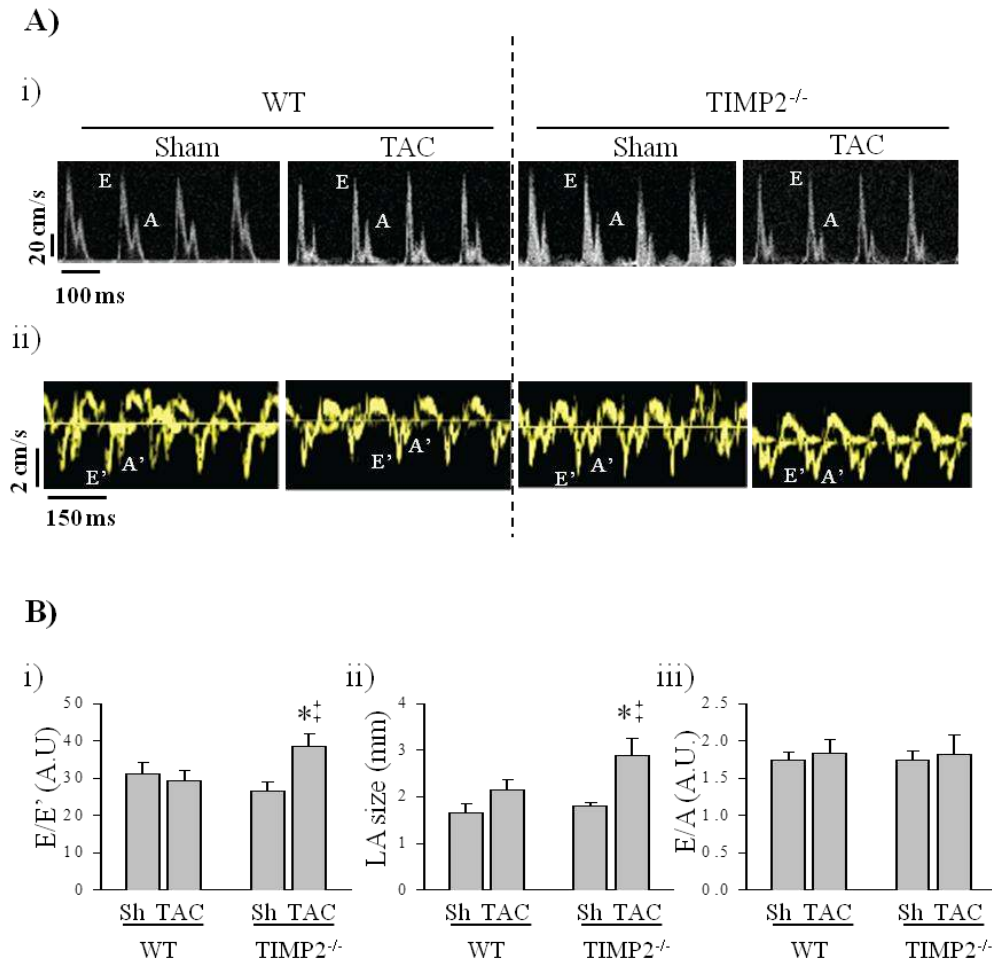 A)
i)
WT
TIMP2-/-
Sham
TAC
Sham
TAC
E
A
E
A
E
A
E
A
20 cm/s
100 ms
ii)
E’
A’
E’
A’
E’
A’
E’
A’
2 cm/s
150 ms
B)
i)
E/E’ (A.U)
50
40
30
20
10
0
*‡
Sh TAC
Sh TAC
WT
TIMP2-/-
ii)
LA size (mm)
4
3
2
1
0
*‡
Sh TAC
Sh TAC
WT
TIMP2-/-
iii)
E/A (A.U.)
2.5
2.0
1.5
1.0
0.5
0.0
Sh TAC
Sh TAC
WT
TIMP2-/-